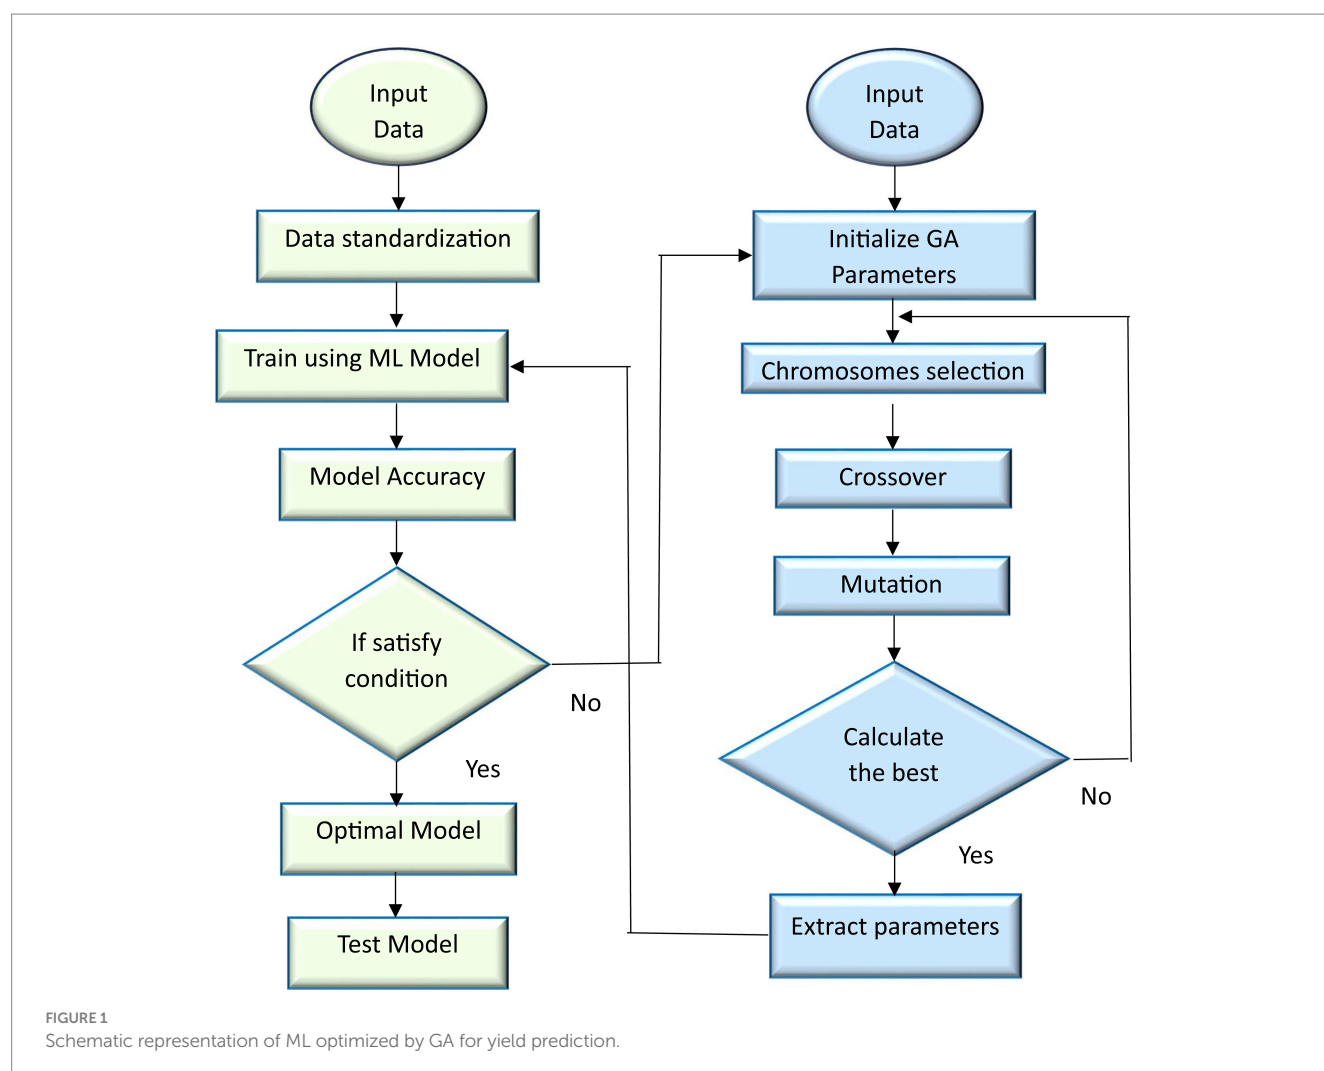 Input
Data
Data standardization
Train using ML Model
Model Accuracy
If satisfy
condition
No
Yes
Optimal Model
Test Model
Input
Data
Initialize GA
Parameters
Chromosomes selection
Crossover
Mutation
Calculate
the best
No
Yes
Extract parameters
FIGURE 1
Schematic representation of ML optimized by GA for yield prediction.